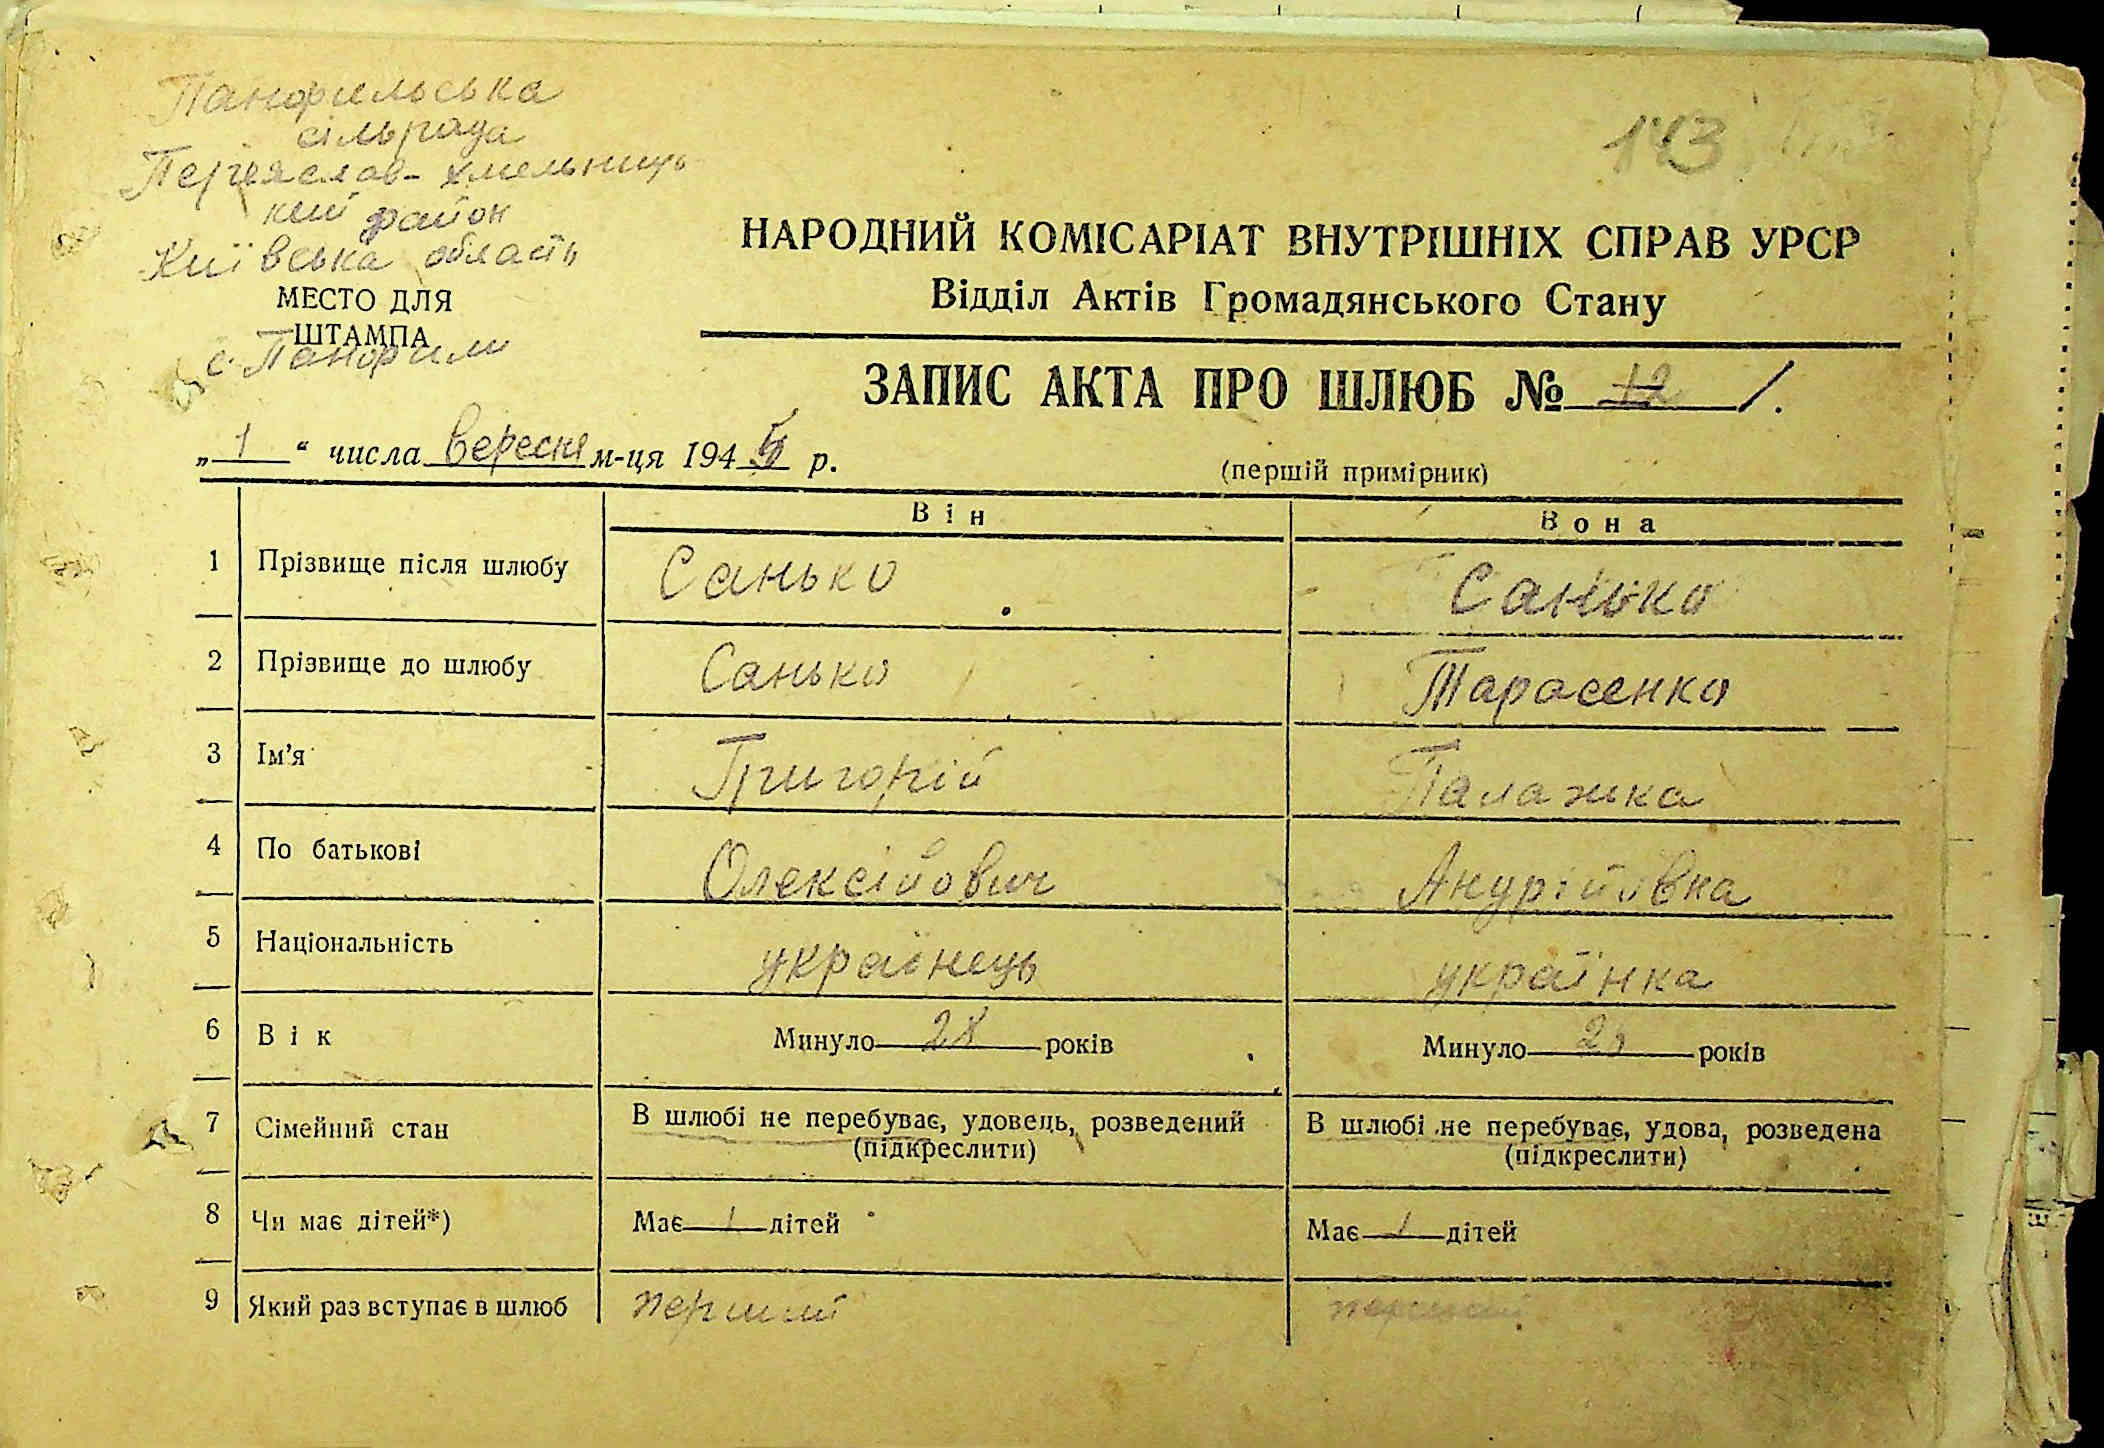 Панфильська
сільрада
Переяслав-Хмельниць
кий район
Київська область
МЕСТО ДЛЯ
ШТАМПА
с. Панфили
143
НАРОДНИЙ КОМІСАРІАТ ВНУТРІШНІХ СПРАВ УРСР
Відділ Актів Громадянського Стану
ЗАПИС АКТА ПРО ШЛЮБ № 12
„1“ числа вересня м-ця 1945 р.
(першій примірник)
Він Вона
1 Прізвище після шлюбу Санько Санько
2 Прізвище до шлюбу Санько Тарасенко
3 Ім'я Григорій Палажка
4 По батькові Олексійович Андрійовка
5 Національність українець українка
6 Вік Минуло 28 років Минуло років
7 Сімейний стан В шлюбі не перебуває, удовець, розведений В шлюбі не перебуває, удова, розведена
(підкреслити) (підкреслити)
8 Чи має дітей*) Має 1 дітей Має 1 дітей
9 Який раз вступає в шлюб перший перший